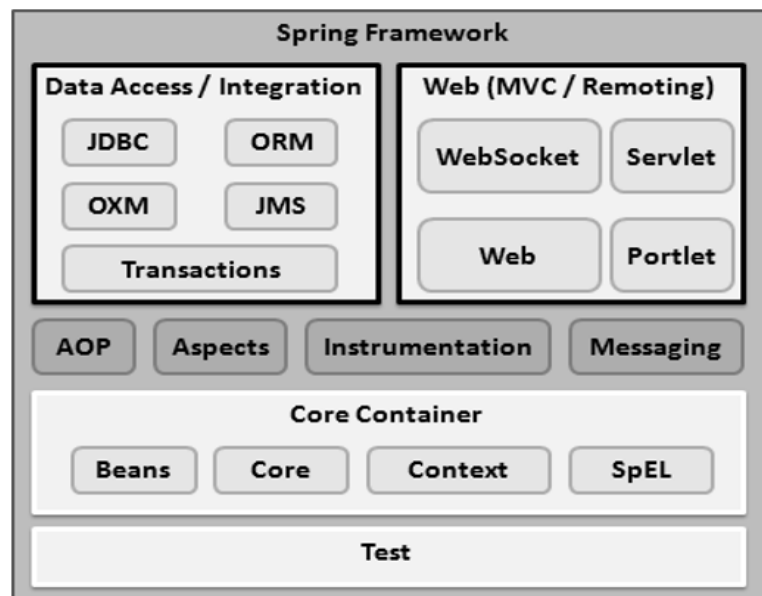 Spring Framework
Data Access / Integration
JDBC
ORM
OXM
JMS
Transactions
Web (MVC / Remoting)
WebSocket
Servlet
Web
Portlet
AOP
Aspects
Instrumentation
Messaging
Core Container
Beans
Core
Context
SpEL
Test